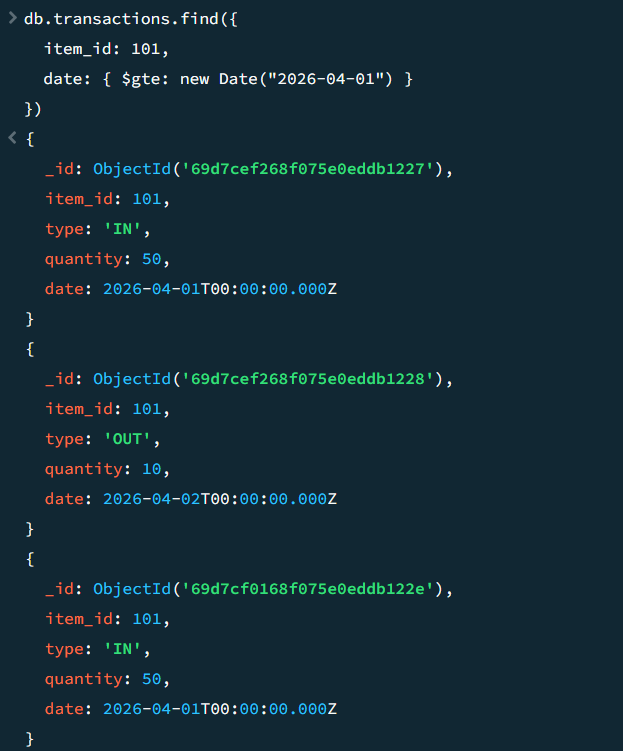 > db.transactions.find({
    item_id: 101,
    date: { $gte: new Date("2026-04-01") }
  })
< {
    _id: ObjectId('69d7cef268f075e0eddb1227'),
    item_id: 101,
    type: 'IN',
    quantity: 50,
    date: 2026-04-01T00:00:00.000Z
  }
  {
    _id: ObjectId('69d7cef268f075e0eddb1228'),
    item_id: 101,
    type: 'OUT',
    quantity: 10,
    date: 2026-04-02T00:00:00.000Z
  }
  {
    _id: ObjectId('69d7cf0168f075e0eddb122e'),
    item_id: 101,
    type: 'IN',
    quantity: 50,
    date: 2026-04-01T00:00:00.000Z
  }